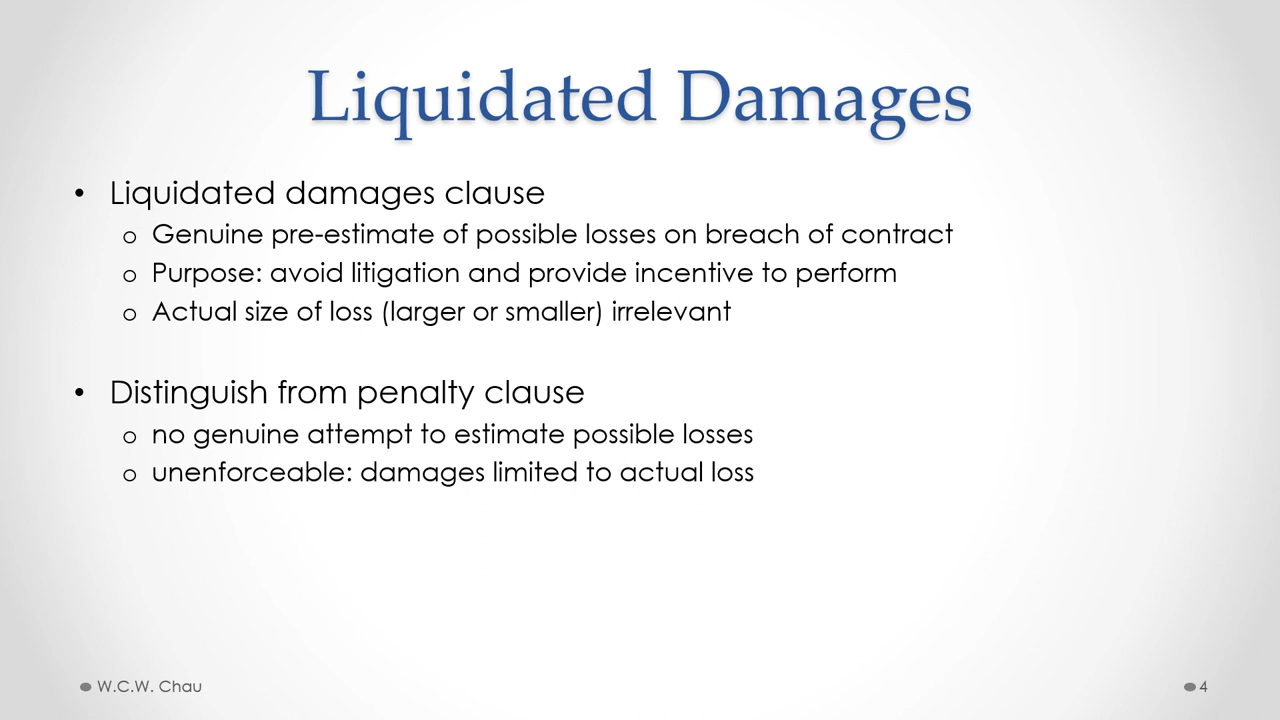 Liquidated Damages
• Liquidated damages clause
o Genuine pre-estimate of possible losses on breach of contract
o Purpose: avoid litigation and provide incentive to perform
o Actual size of loss (larger or smaller) irrelevant
• Distinguish from penalty clause
o no genuine attempt to estimate possible losses
o unenforceable: damages limited to actual loss
W.C.W. Chau
4